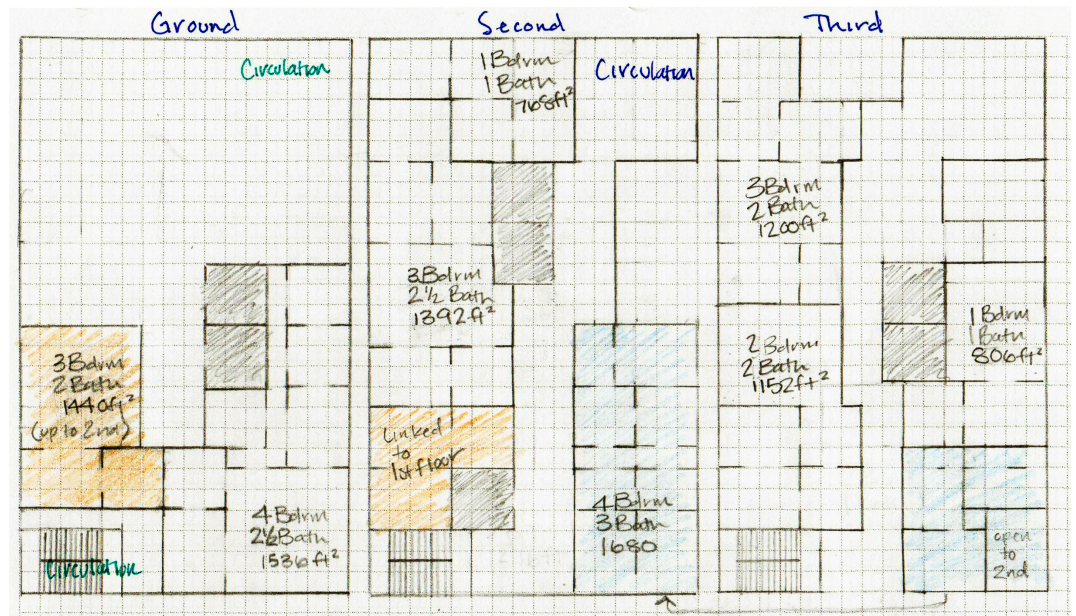 Ground
Second
Third
Circulation
1 Bdrm
1 Bath
768ft²
Circulation
3 Bdrm
2 Bath
1200ft²
3 Bdrm
2½ Bath
1392ft²
3 Bdrm
2 Bath
1440ft²
(up to 2nd)
2 Bdrm
2 Bath
1152ft²
1 Bdrm
1 Bath
806ft²
Linked
to
1st floor
4 Bdrm
2½ Bath
1536ft²
4 Bdrm
3 Bath
1680
open
to
2nd
Circulation